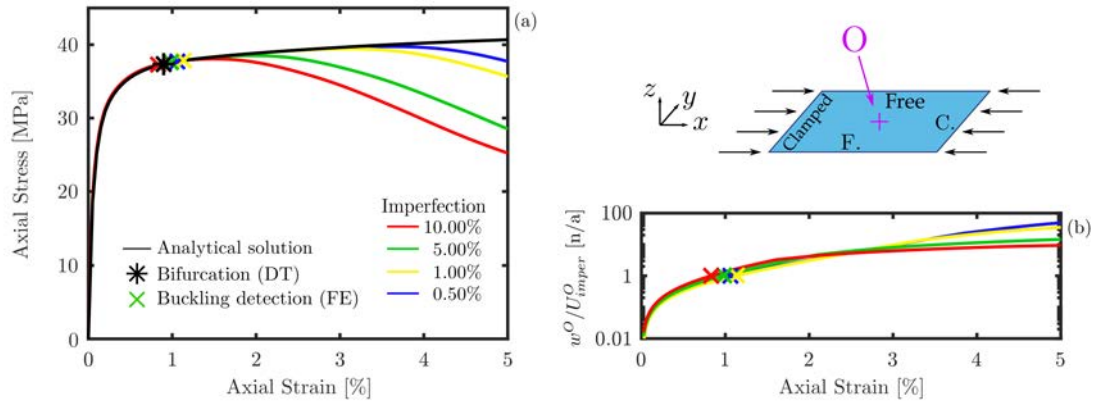 (a)
40
30
20
10
0
0 1 2 3 4 5
Axial Stress [MPa]
Axial Strain [%]
Analytical solution
Bifurcation (DT)
Buckling detection (FE)
Imperfection
10.00%
5.00%
1.00%
0.50%
O
z
y
x
Clamped
Free
C.
F.
(b)
100
1
0.01
0 1 2 3 4 5
w^O/U^O_{imper} [n/a]
Axial Strain [%]